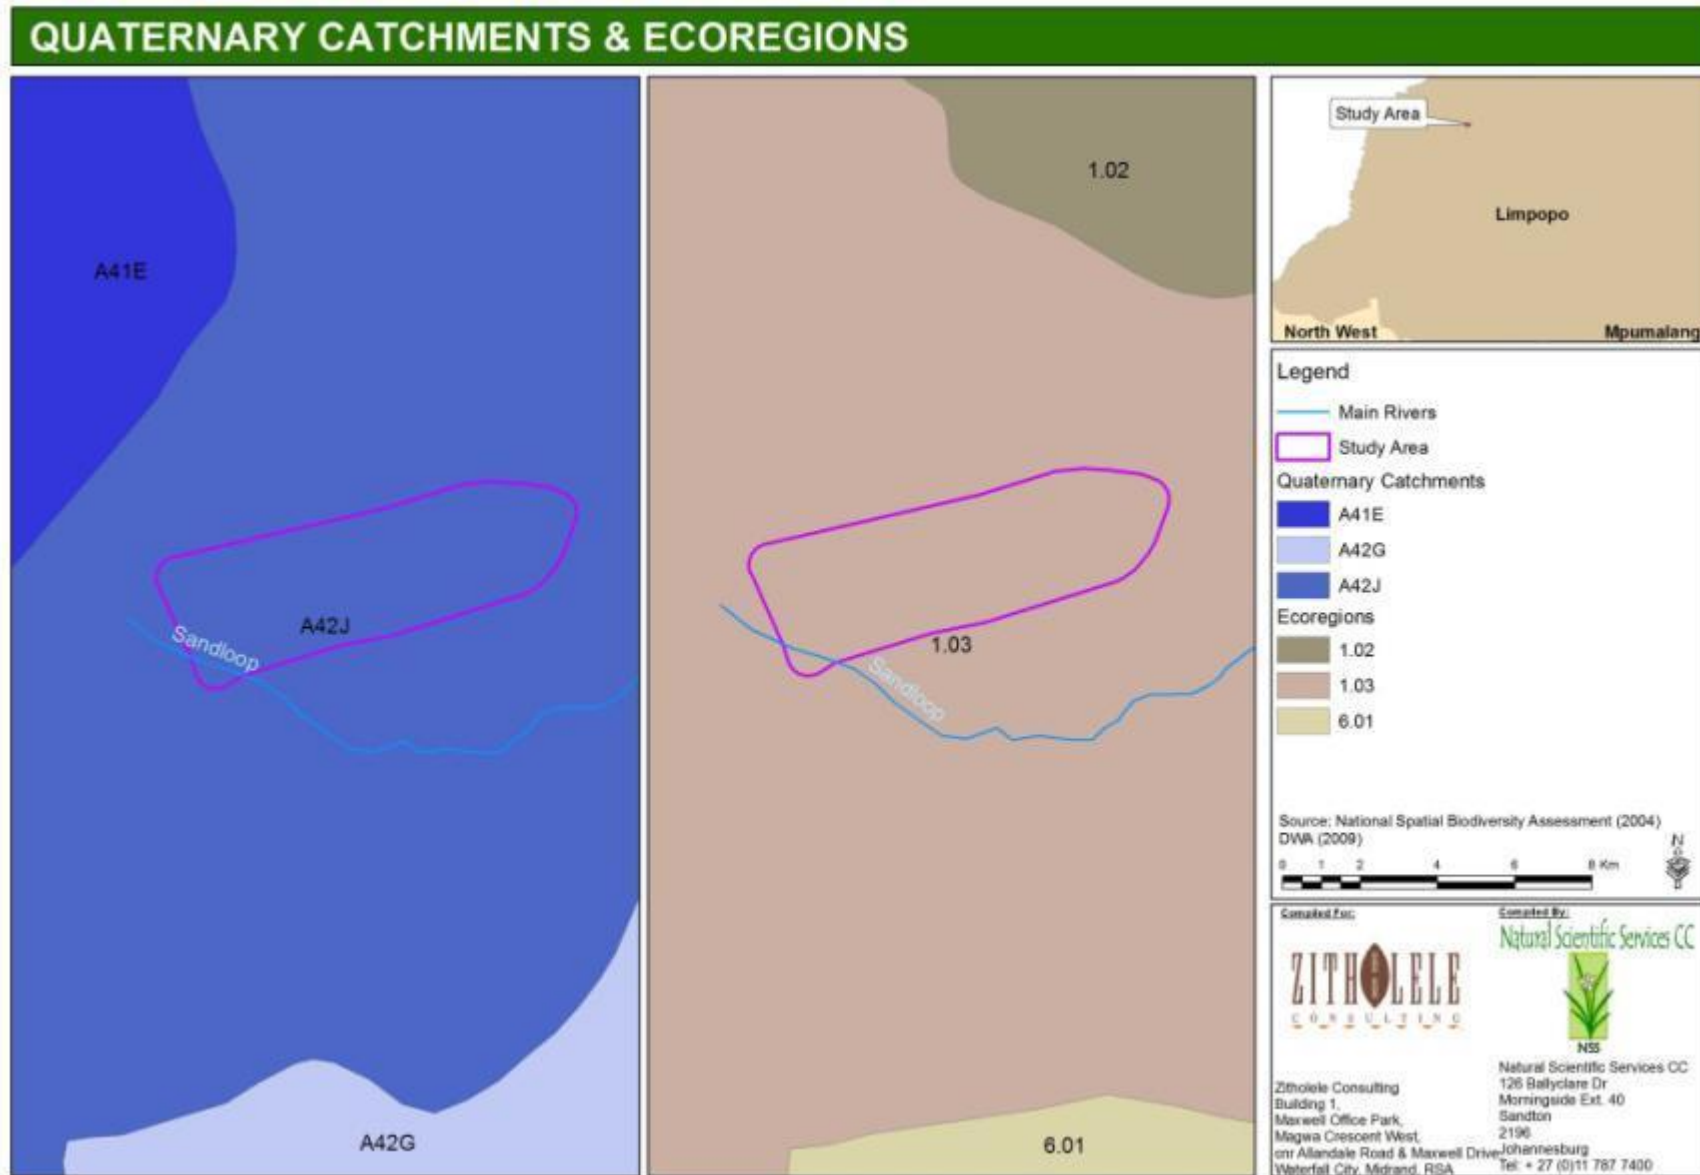 QUATERNARY CATCHMENTS & ECOREGIONS
A41E
A42J
Sandloop
A42G
1.02
1.03
Sandloop
6.01
Study Area
Limpopo
North West
Mpumalang
Legend
Main Rivers
Study Area
Quaternary Catchments
A41E
A42G
A42J
Ecoregions
1.02
1.03
6.01
Source: National Spatial Biodiversity Assessment (2004)
DWA (2009)
N
0 1 2 4 6 8 Km
Compiled For:
ZITHOLELE
CONSULTING
Zitholele Consulting
Building 1,
Maxwell Office Park,
Magwa Crescent West,
cnr Allandale Road & Maxwell Drive
Waterfall City, Midrand, RSA
Compiled By:
Natural Scientific Services CC
NSS
Natural Scientific Services CC
126 Ballyclare Dr
Morningside Ext. 40
Sandton
2196
Johannesburg
Tel: + 27 (0)11 787 7400